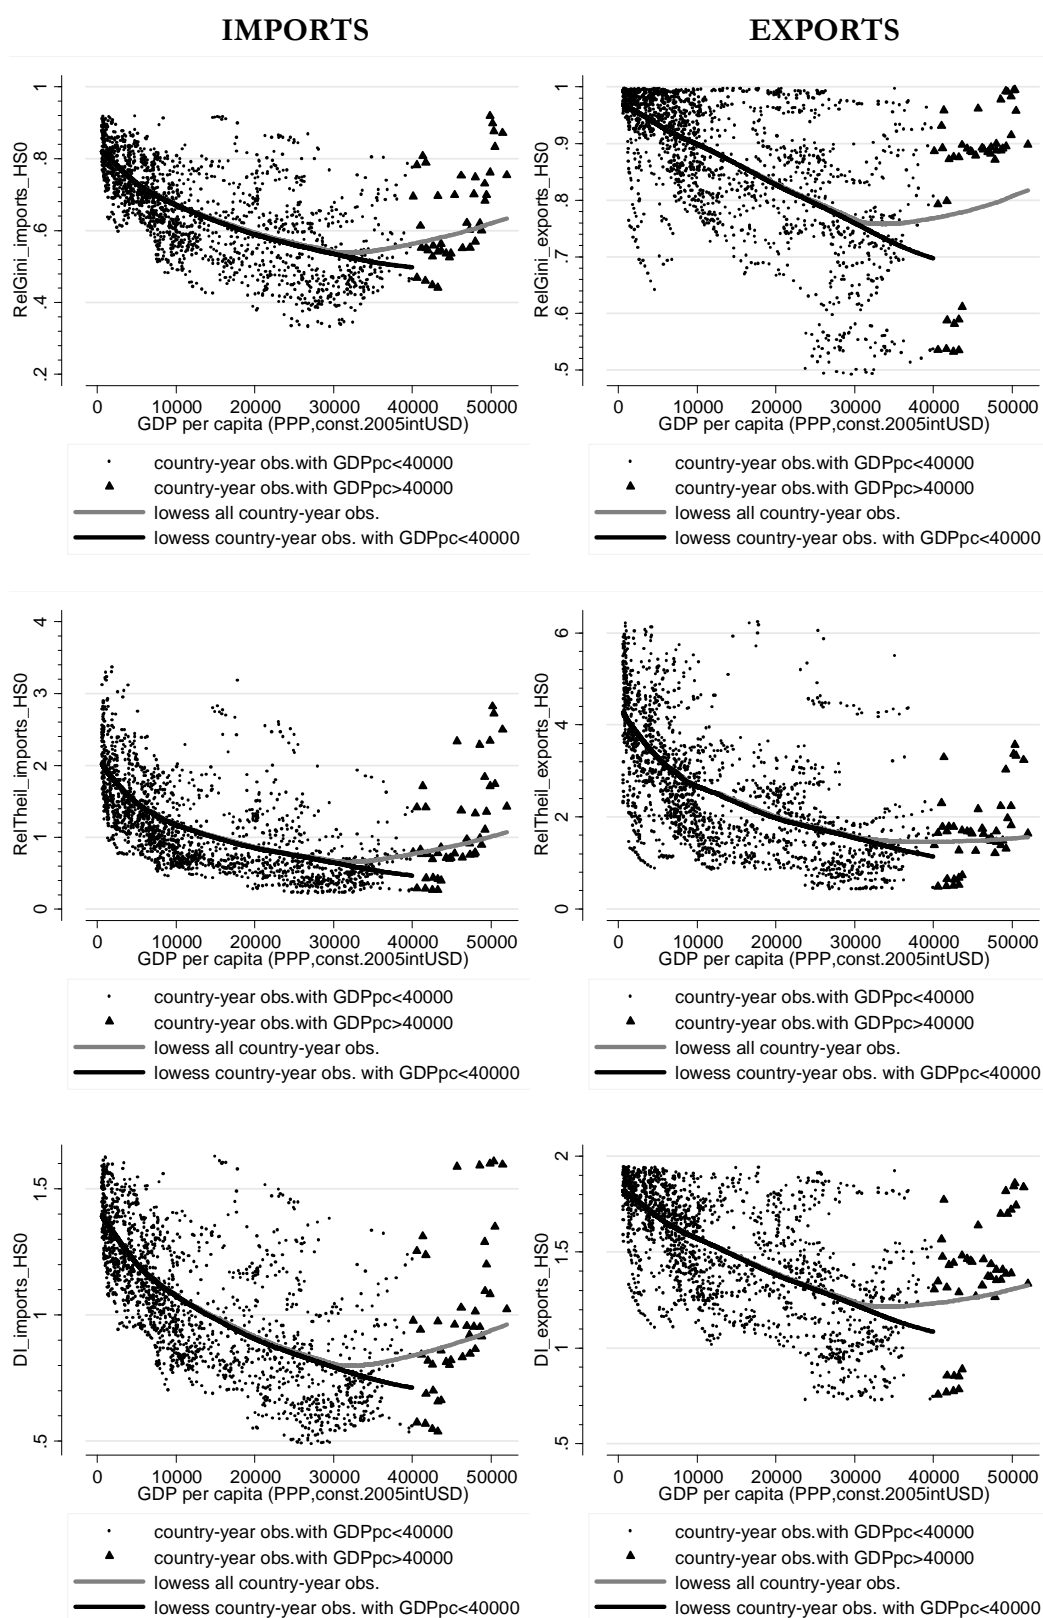 IMPORTS
EXPORTS
RelGini_imports_HS0
1
.8
.6
.4
.2
0 10000 20000 30000 40000 50000
GDP per capita (PPP,const.2005intUSD)
country-year obs.with GDPpc<40000
country-year obs.with GDPpc>40000
lowess all country-year obs.
lowess country-year obs. with GDPpc<40000
RelGini_exports_HS0
1
.9
.8
.7
.6
.5
0 10000 20000 30000 40000 50000
GDP per capita (PPP,const.2005intUSD)
country-year obs.with GDPpc<40000
country-year obs.with GDPpc>40000
lowess all country-year obs.
lowess country-year obs. with GDPpc<40000
RelTheil_imports_HS0
4
3
2
1
0
0 10000 20000 30000 40000 50000
GDP per capita (PPP,const.2005intUSD)
country-year obs.with GDPpc<40000
country-year obs.with GDPpc>40000
lowess all country-year obs.
lowess country-year obs. with GDPpc<40000
RelTheil_exports_HS0
6
4
2
0
0 10000 20000 30000 40000 50000
GDP per capita (PPP,const.2005intUSD)
country-year obs.with GDPpc<40000
country-year obs.with GDPpc>40000
lowess all country-year obs.
lowess country-year obs. with GDPpc<40000
DI_imports_HS0
1.5
1
.5
0 10000 20000 30000 40000 50000
GDP per capita (PPP,const.2005intUSD)
country-year obs.with GDPpc<40000
country-year obs.with GDPpc>40000
lowess all country-year obs.
lowess country-year obs. with GDPpc<40000
DI_exports_HS0
2
1.5
1
.5
0 10000 20000 30000 40000 50000
GDP per capita (PPP,const.2005intUSD)
country-year obs.with GDPpc<40000
country-year obs.with GDPpc>40000
lowess all country-year obs.
lowess country-year obs. with GDPpc<40000